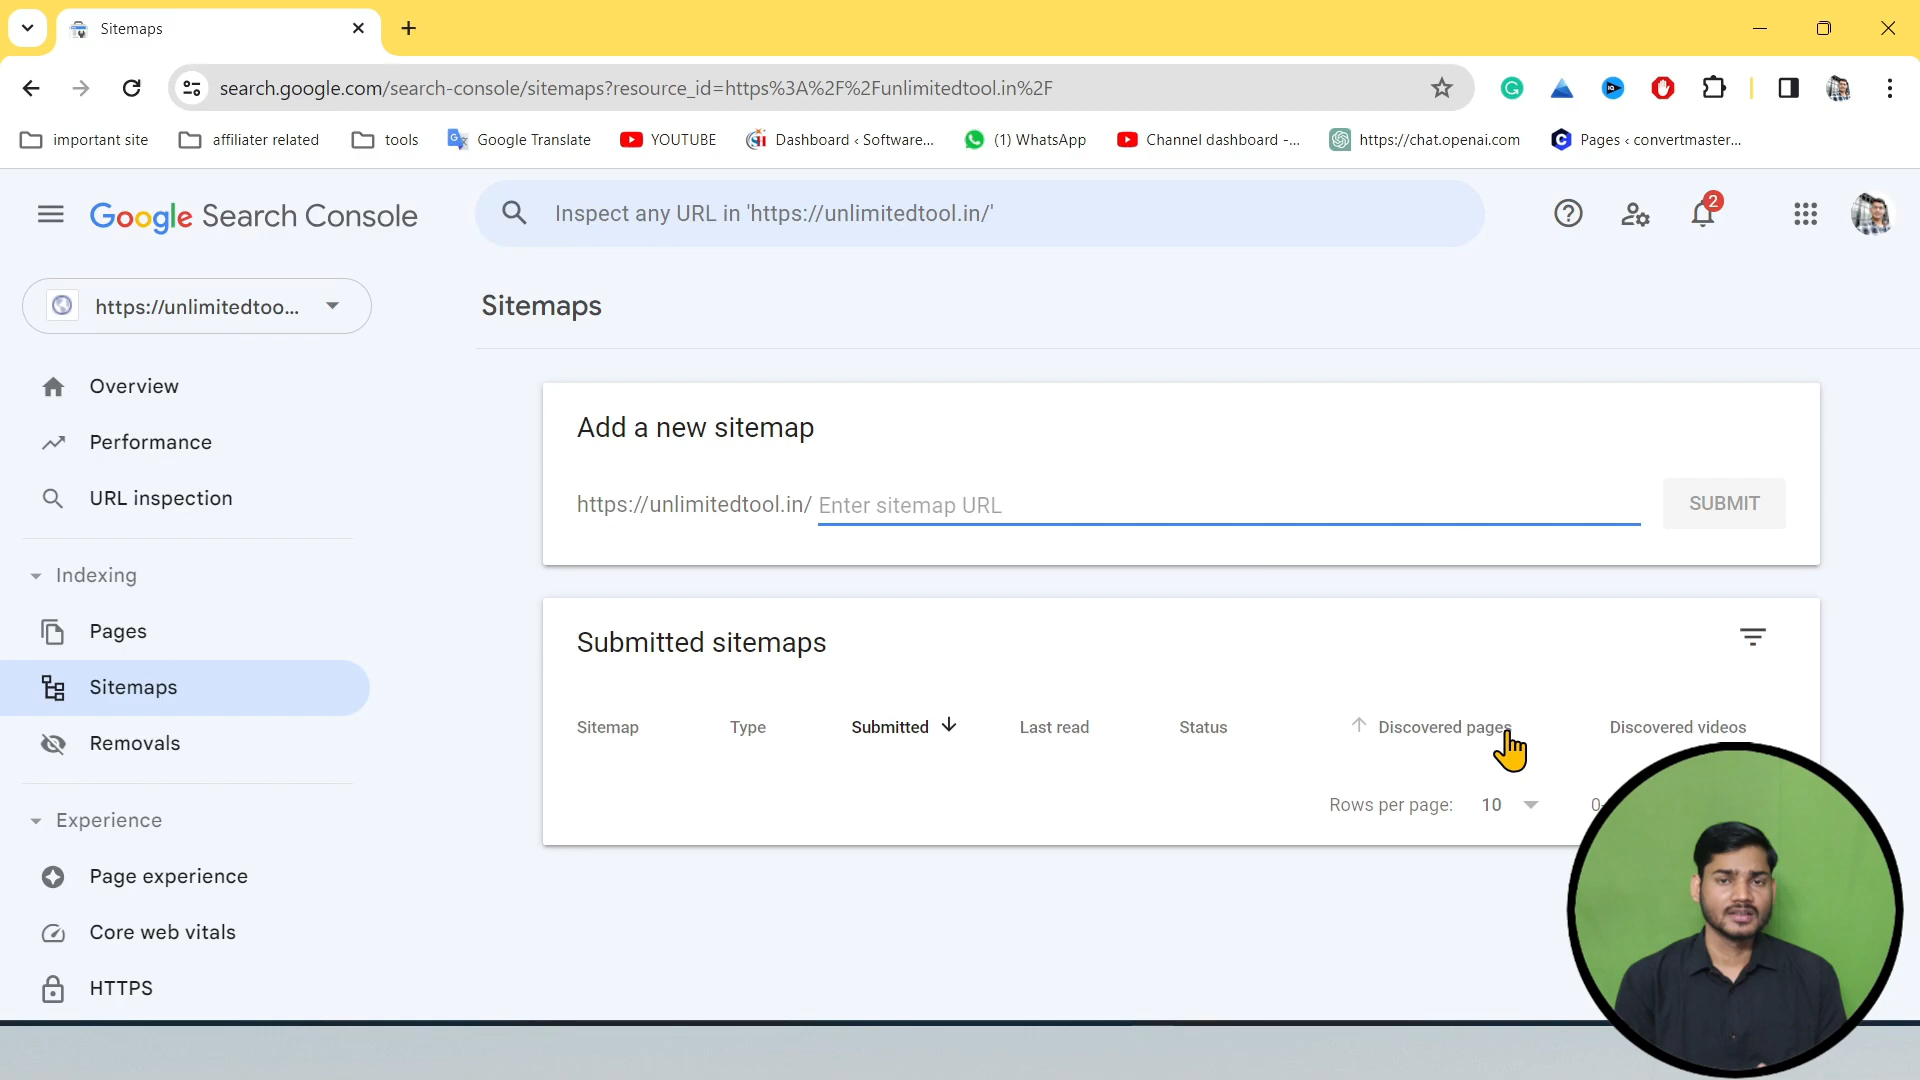 Sitemaps
search.google.com/search-console/sitemaps?resource_id=https%3A%2F%2Funlimitedtool.in%2F
important site
affiliater related
tools
Google Translate
YOUTUBE
Dashboard ‹ Software...
(1) WhatsApp
Channel dashboard -...
https://chat.openai.com
Pages ‹ convertmaster...
Google Search Console
Inspect any URL in 'https://unlimitedtool.in/'
2
https://unlimitedtoo...
Sitemaps
Overview
Performance
URL inspection
Indexing
Pages
Sitemaps
Removals
Experience
Page experience
Core web vitals
HTTPS
Add a new sitemap
https://unlimitedtool.in/ Enter sitemap URL
SUBMIT
Submitted sitemaps
Sitemap Type Submitted Last read Status Discovered pages Discovered videos
Rows per page: 10 0-